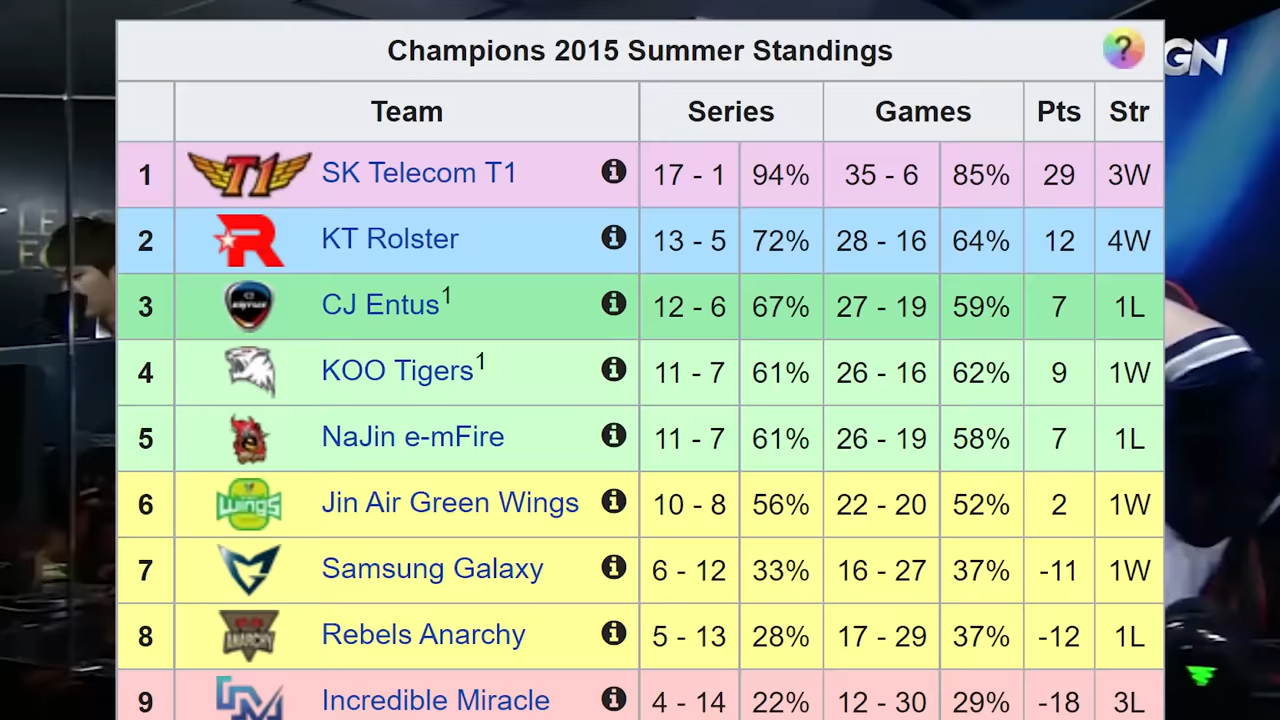 Champions 2015 Summer Standings ?
GN
Team Series Games Pts Str
1 T1 SK Telecom T1 i 17 - 1 94% 35 - 6 85% 29 3W
2 R KT Rolster i 13 - 5 72% 28 - 16 64% 12 4W
3 ENTUS CJ Entus1 i 12 - 6 67% 27 - 19 59% 7 1L
4 KOO Tigers1 i 11 - 7 61% 26 - 16 62% 9 1W
5 NaJin e-mFire i 11 - 7 61% 26 - 19 58% 7 1L
6 WINGS Jin Air Green Wings i 10 - 8 56% 22 - 20 52% 2 1W
7 Samsung Galaxy i 6 - 12 33% 16 - 27 37% -11 1W
8 ANARCHY Rebels Anarchy i 5 - 13 28% 17 - 29 37% -12 1L
9 IM Incredible Miracle i 4 - 14 22% 12 - 30 29% -18 3L